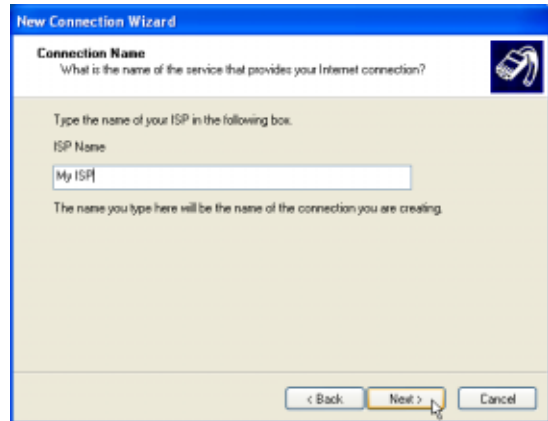 New Connection Wizard
Connection Name
What is the name of the service that provides your Internet connection?
Type the name of your ISP in the following box.
ISP Name
My ISP
The name you type here will be the name of the connection you are creating.
< Back
Next >
Cancel